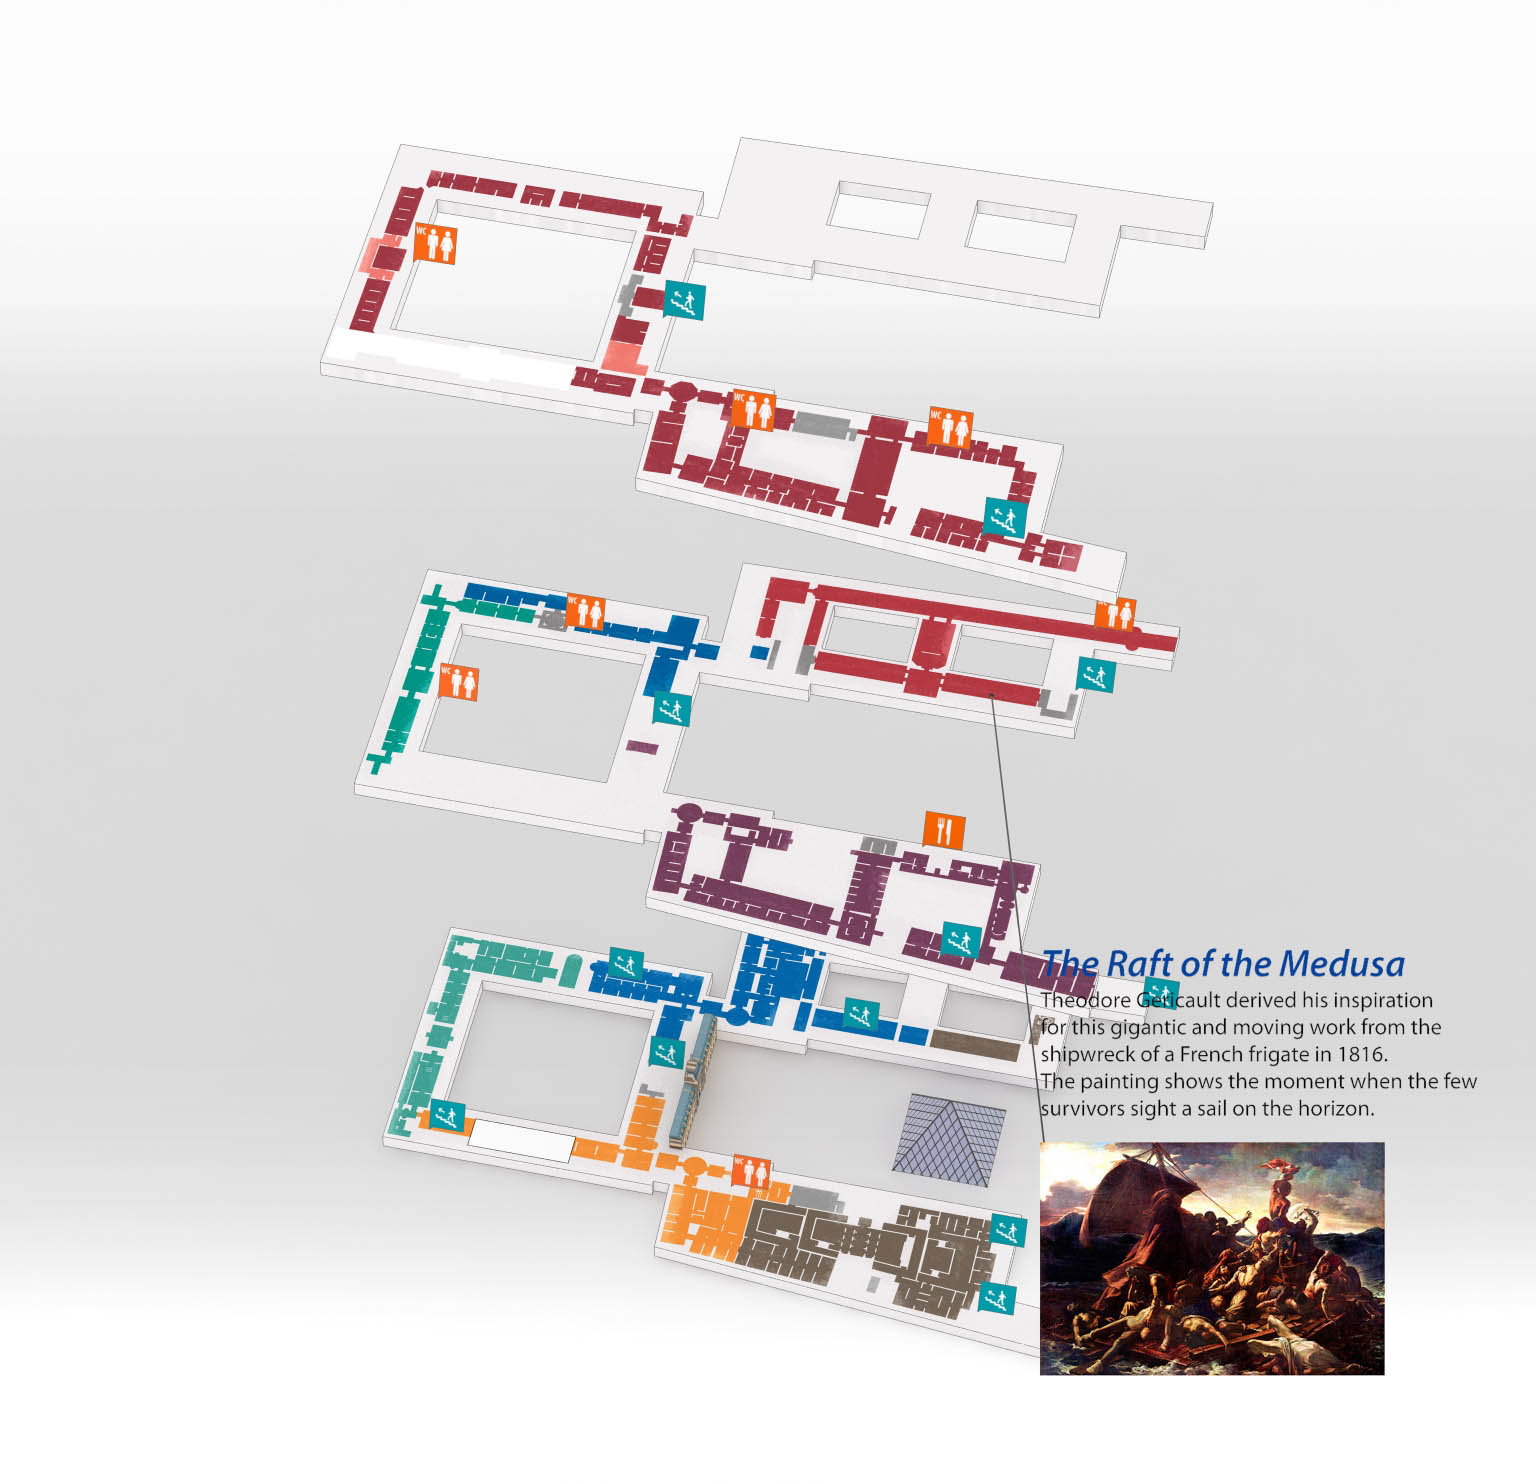 WC
WC
WC
WC
WC
WC
The Raft of the Medusa
Theodore Gericault derived his inspiration
for this gigantic and moving work from the
shipwreck of a French frigate in 1816.
The painting shows the moment when the few
survivors sight a sail on the horizon.
WC